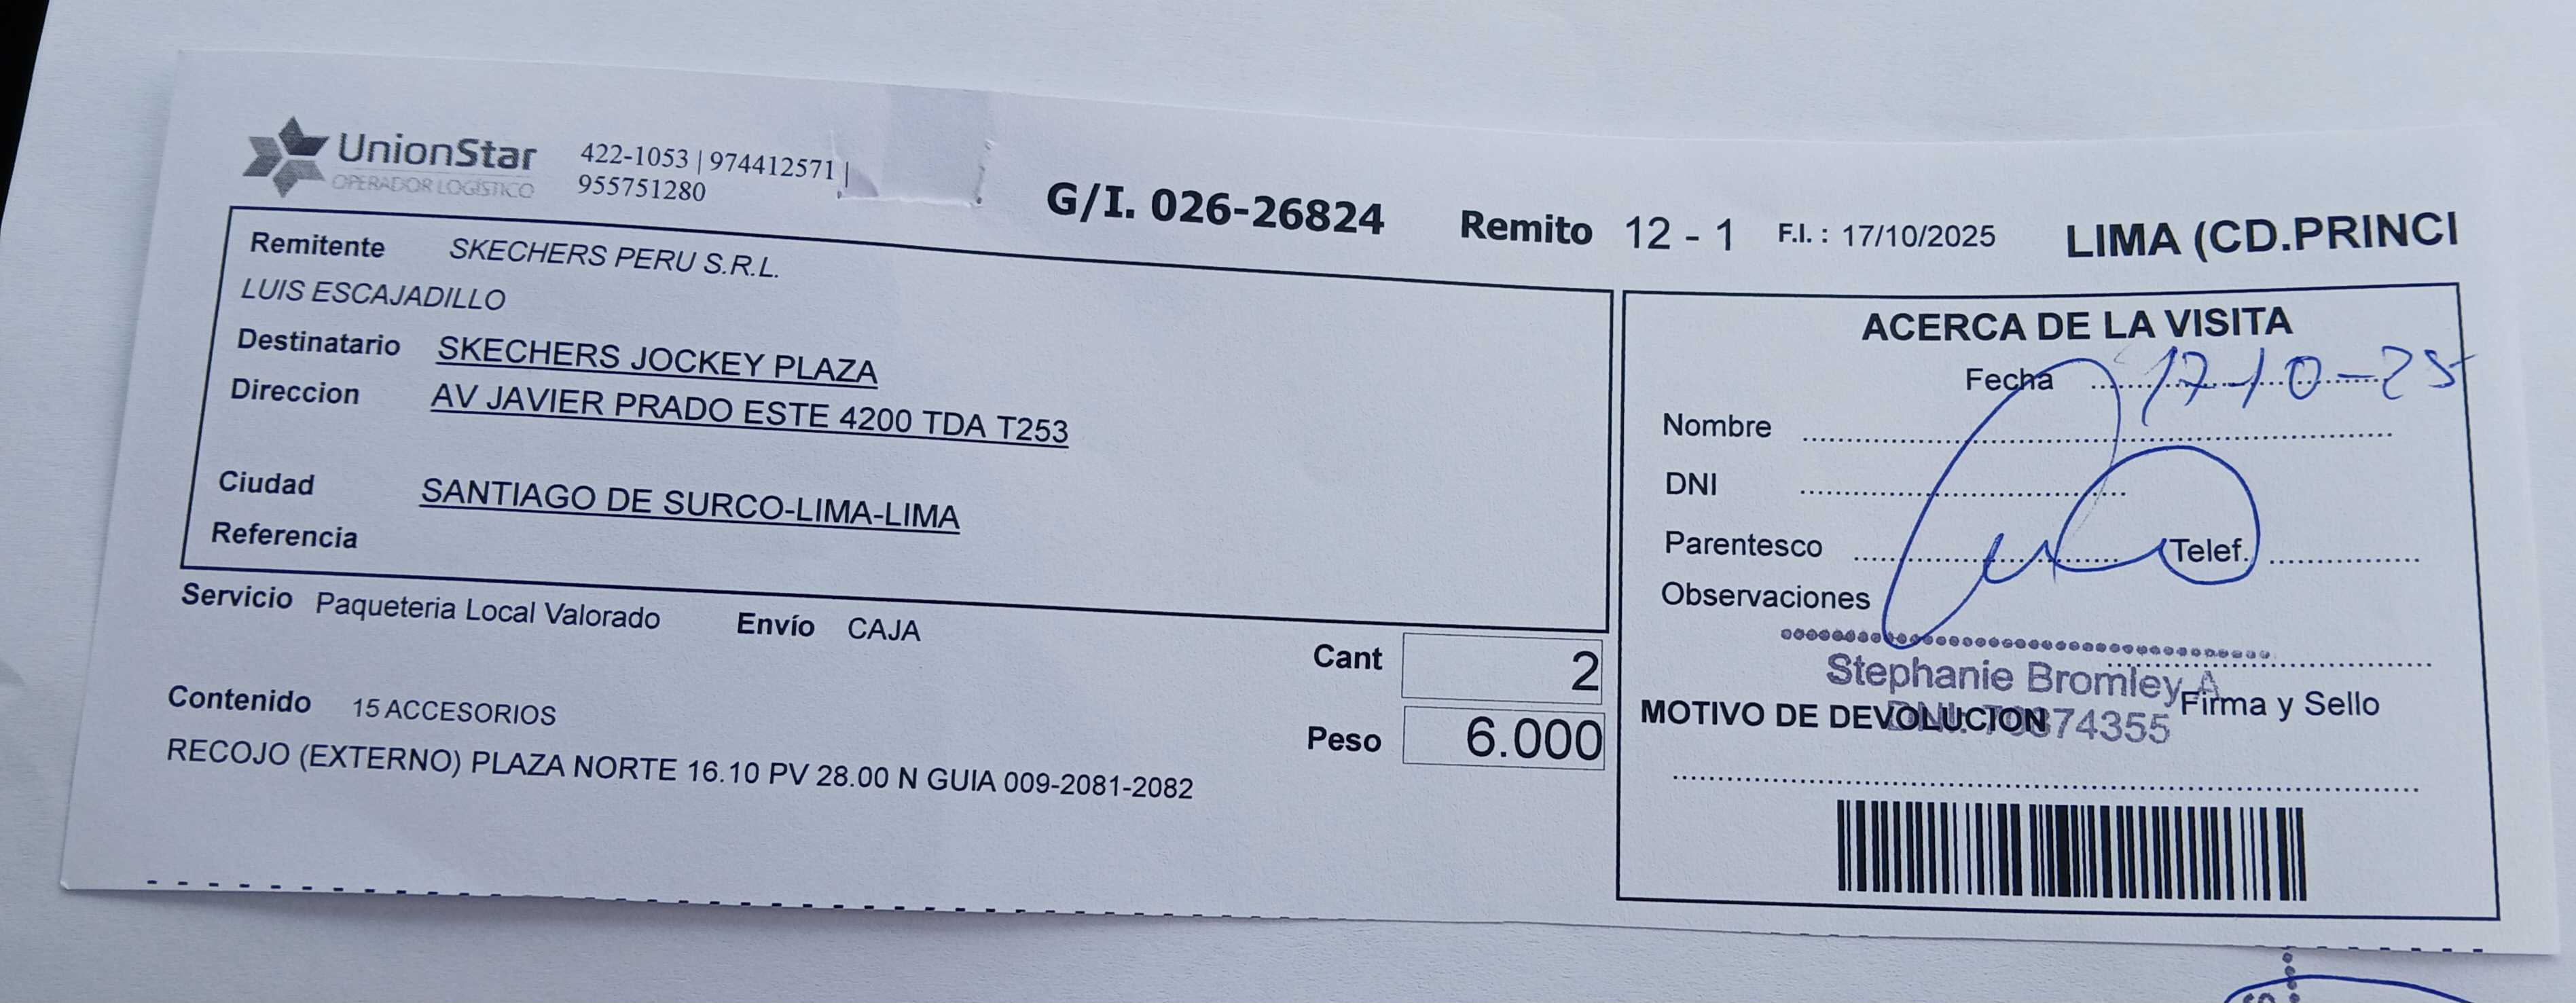 UnionStar
OPERADOR LOGÍSTICO
422-1053 | 974412571 |
955751280
G/I. 026-26824 Remito 12 - 1 F.I. : 17/10/2025 LIMA (CD.PRINCI
Remitente SKECHERS PERU S.R.L.
LUIS ESCAJADILLO
Destinatario SKECHERS JOCKEY PLAZA
Direccion AV JAVIER PRADO ESTE 4200 TDA T253
Ciudad SANTIAGO DE SURCO-LIMA-LIMA
Referencia
Servicio Paqueteria Local Valorado Envío CAJA
Cant 2
Contenido 15 ACCESORIOS
Peso 6.000
RECOJO (EXTERNO) PLAZA NORTE 16.10 PV 28.00 N GUIA 009-2081-2082
ACERCA DE LA VISITA
Fecha 17-10-25
Nombre
DNI
Parentesco Telef.
Observaciones
Stephanie Bromley A
Firma y Sello
MOTIVO DE DEVOLUCION